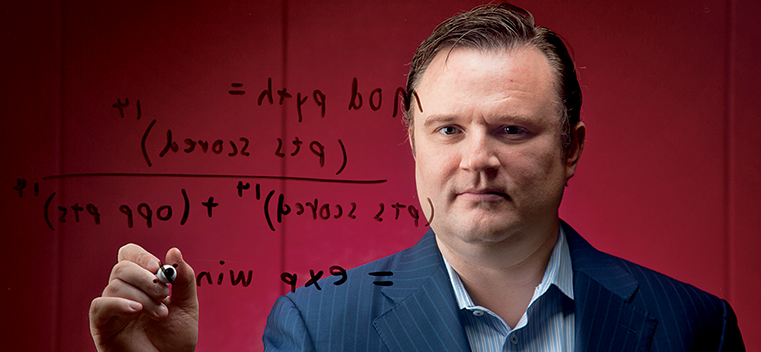 mod pyth =
(pts scored)¹⁴
(pts scored)¹⁴ + (opp pts)¹⁴
= exp win